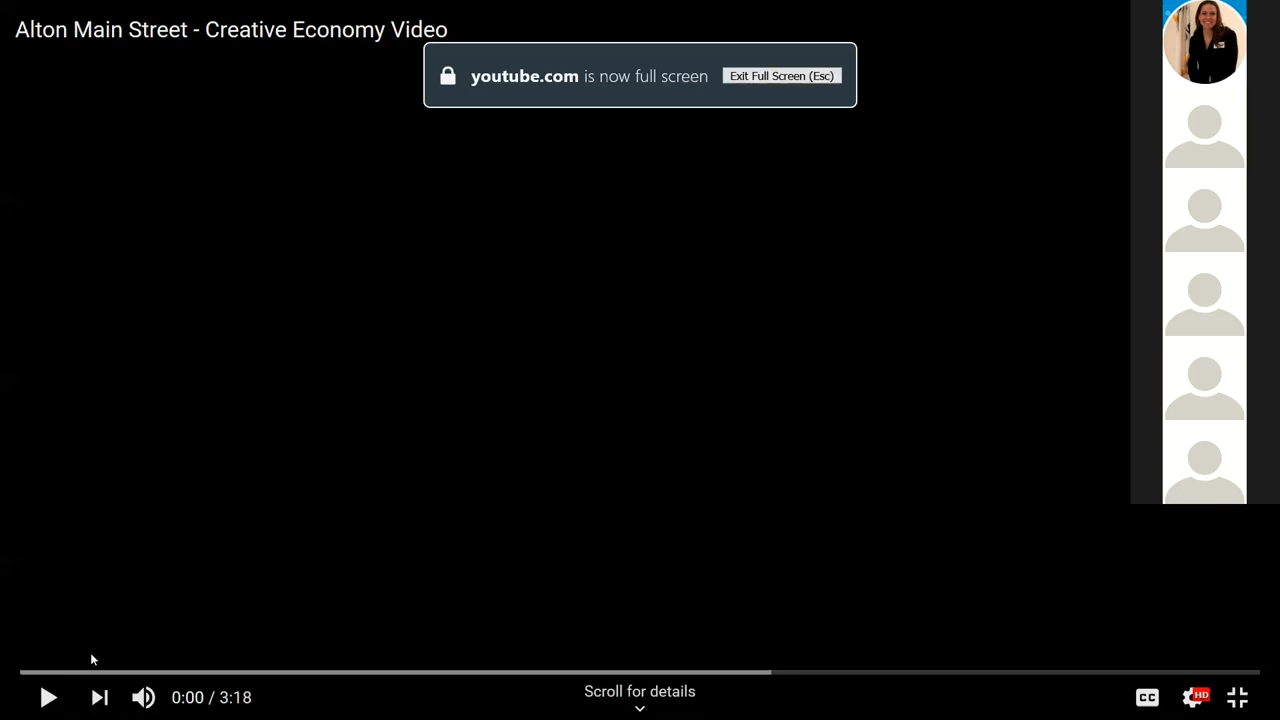 Alton Main Street - Creative Economy Video
youtube.com is now full screen
Exit Full Screen (Esc)
0:00 / 3:18
Scroll for details
CC
HD